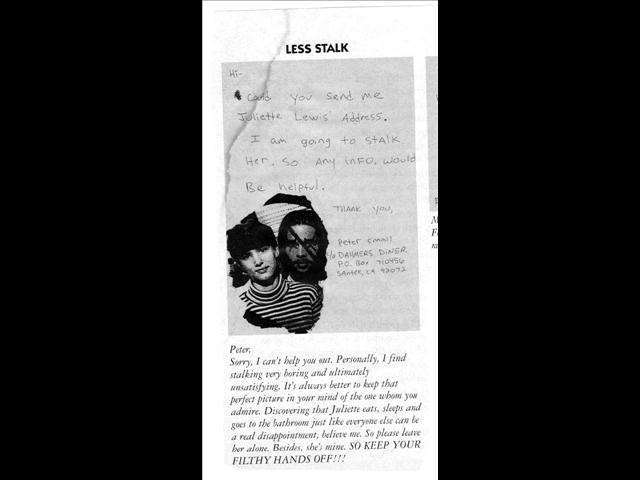 LESS STALK
Hi-
Could you send me
Juliette Lewis' Address.
I am going to STALK
Her. So Any iNFO. would
Be helpful.
THANK you,
Peter Small
c/o DAHMERS DiNER
P.O. Box 710456
SANTEE, CA 92072
Peter,
Sorry, I can't help you out. Personally, I find
stalking very boring and ultimately
unsatisfying. It's always better to keep that
perfect picture in your mind of the one whom you
admire. Discovering that Juliette eats, sleeps and
goes to the bathroom just like everyone else can be
a real disappointment, believe me. So please leave
her alone. Besides, she's mine. SO KEEP YOUR
FILTHY HANDS OFF!!!